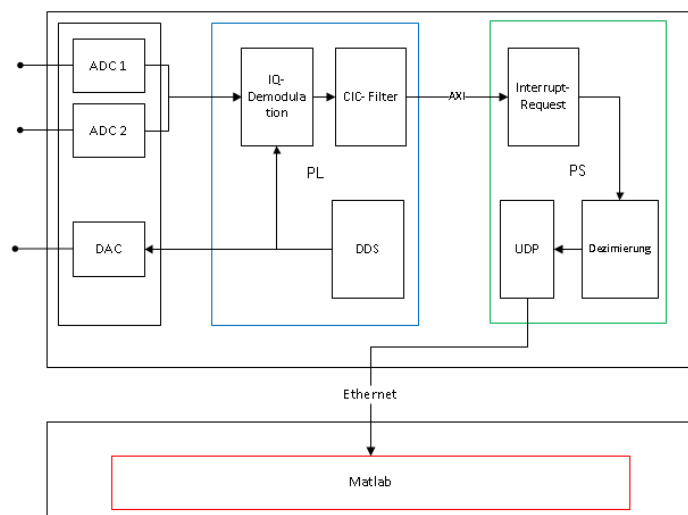 ADC 1
ADC 2
DAC
IQ-
Demodula
tion
CIC- Filter
PL
DDS
AXI
Interrupt-
Request
PS
UDP
Dezimierung
Ethernet
Matlab